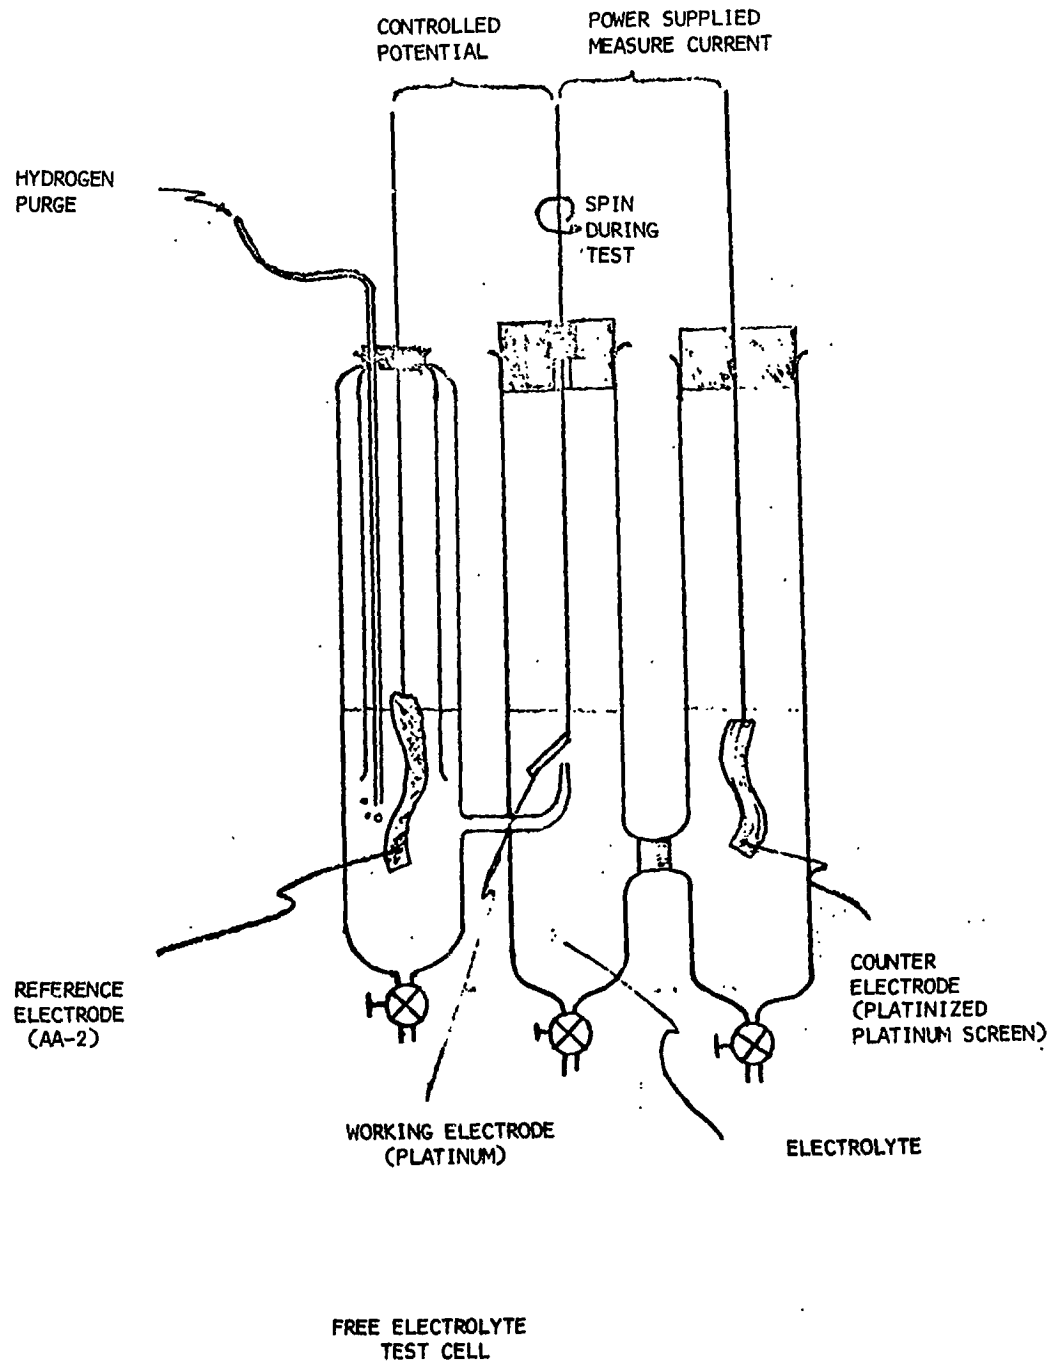 CONTROLLED
POTENTIAL
POWER SUPPLIED
MEASURE CURRENT
HYDROGEN
PURGE
SPIN
DURING
TEST
REFERENCE
ELECTRODE
(AA-2)
WORKING ELECTRODE
(PLATINUM)
COUNTER
ELECTRODE
(PLATINIZED
PLATINUM SCREEN)
ELECTROLYTE
FREE ELECTROLYTE
TEST CELL